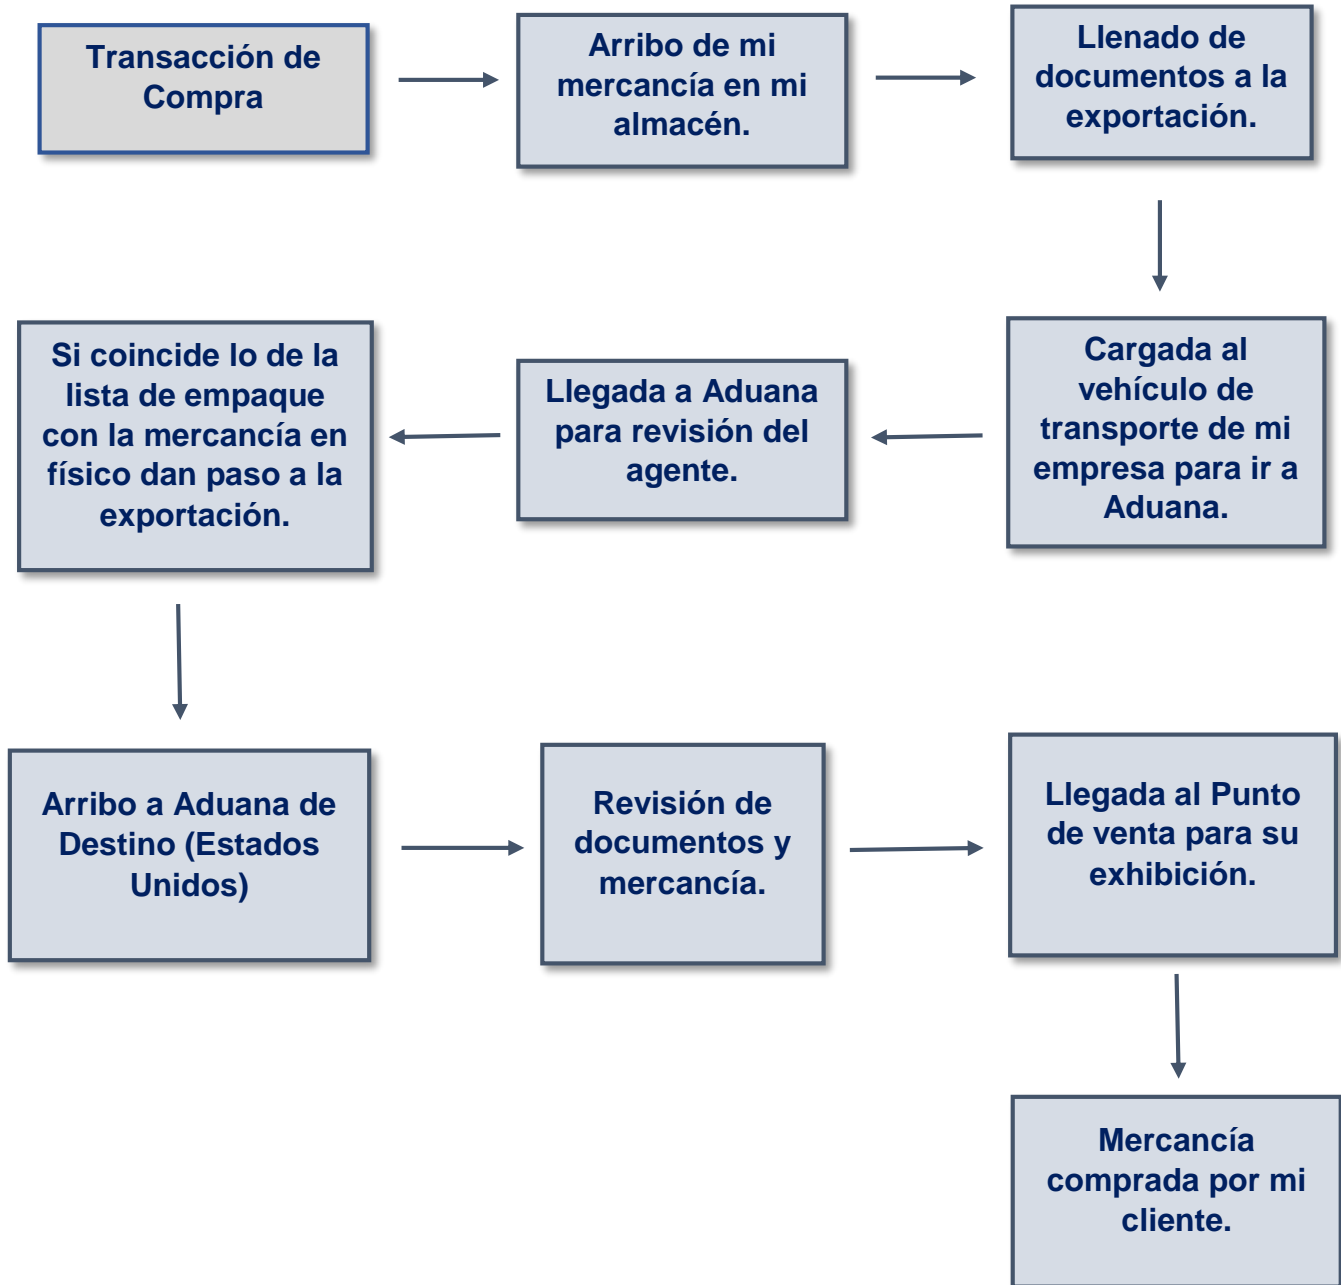 Transacción de
Compra
Arribo de mi
mercancía en mi
almacén.
Llenado de
documentos a la
exportación.
Cargada al
vehículo de
transporte de mi
empresa para ir a
Aduana.
Llegada a Aduana
para revisión del
agente.
Si coincide lo de la
lista de empaque
con la mercancía en
físico dan paso a la
exportación.
Arribo a Aduana de
Destino (Estados
Unidos)
Revisión de
documentos y
mercancía.
Llegada al Punto
de venta para su
exhibición.
Mercancía
comprada por mi
cliente.